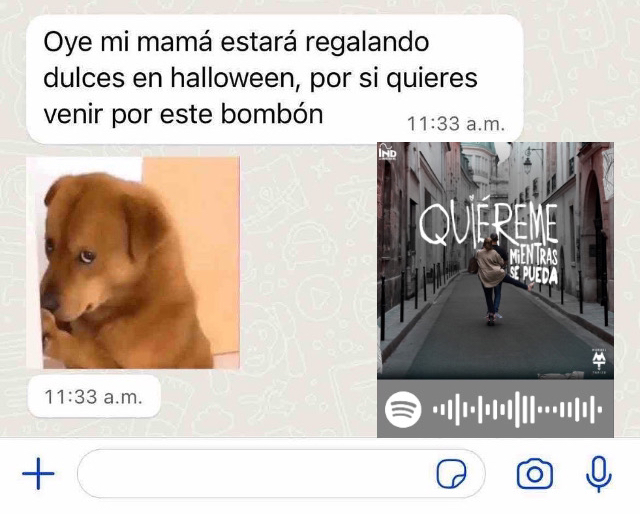 Oye mi mamá estará regalando
dulces en halloween, por si quieres
venir por este bombón
11:33 a.m.
IND
QUIÉREME
MIENTRAS
SE PUEDA
11:33 a.m.